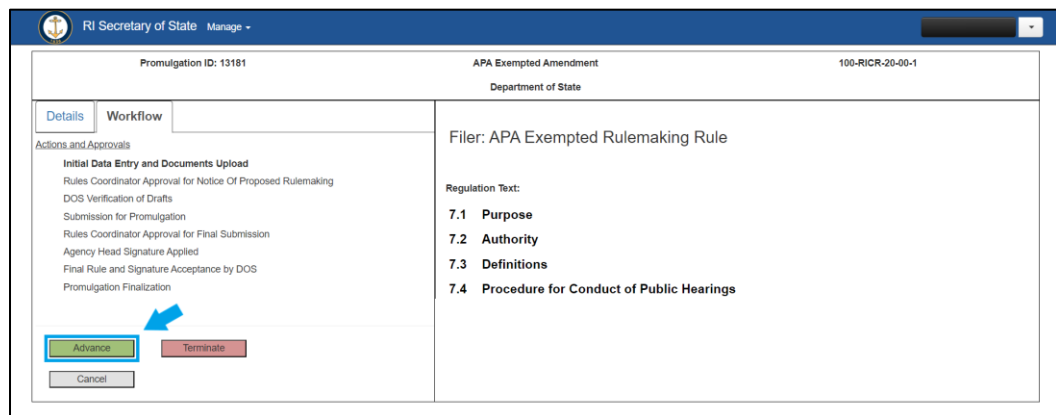 RI Secretary of State Manage
Promulgation ID: 13181
APA Exempted Amendment
100-RICR-20-00-1
Department of State
Details
Workflow
Actions and Approvals
Initial Data Entry and Documents Upload
Rules Coordinator Approval for Notice Of Proposed Rulemaking
DOS Verification of Drafts
Submission for Promulgation
Rules Coordinator Approval for Final Submission
Agency Head Signature Applied
Final Rule and Signature Acceptance by DOS
Promulgation Finalization
Advance
Terminate
Cancel
Filer: APA Exempted Rulemaking Rule
Regulation Text:
7.1 Purpose
7.2 Authority
7.3 Definitions
7.4 Procedure for Conduct of Public Hearings